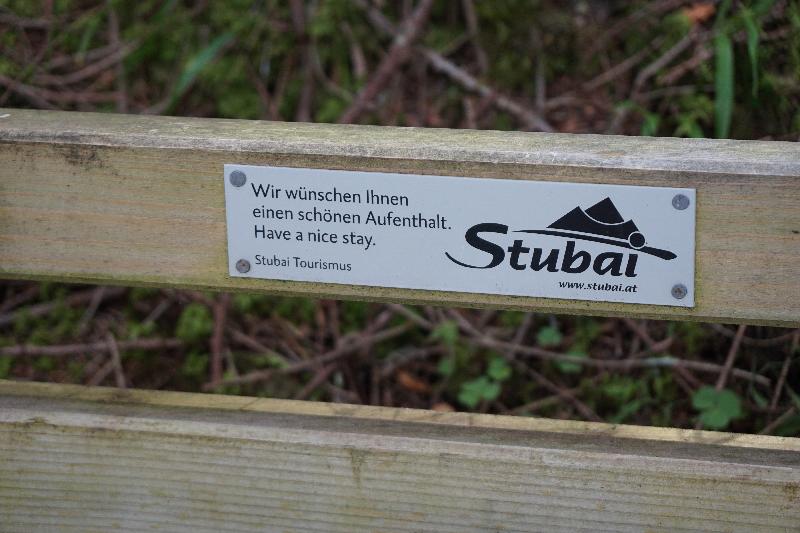 Wir wünschen Ihnen
einen schönen Aufenthalt.
Have a nice stay.
Stubai Tourismus
Stubai
www.stubai.at